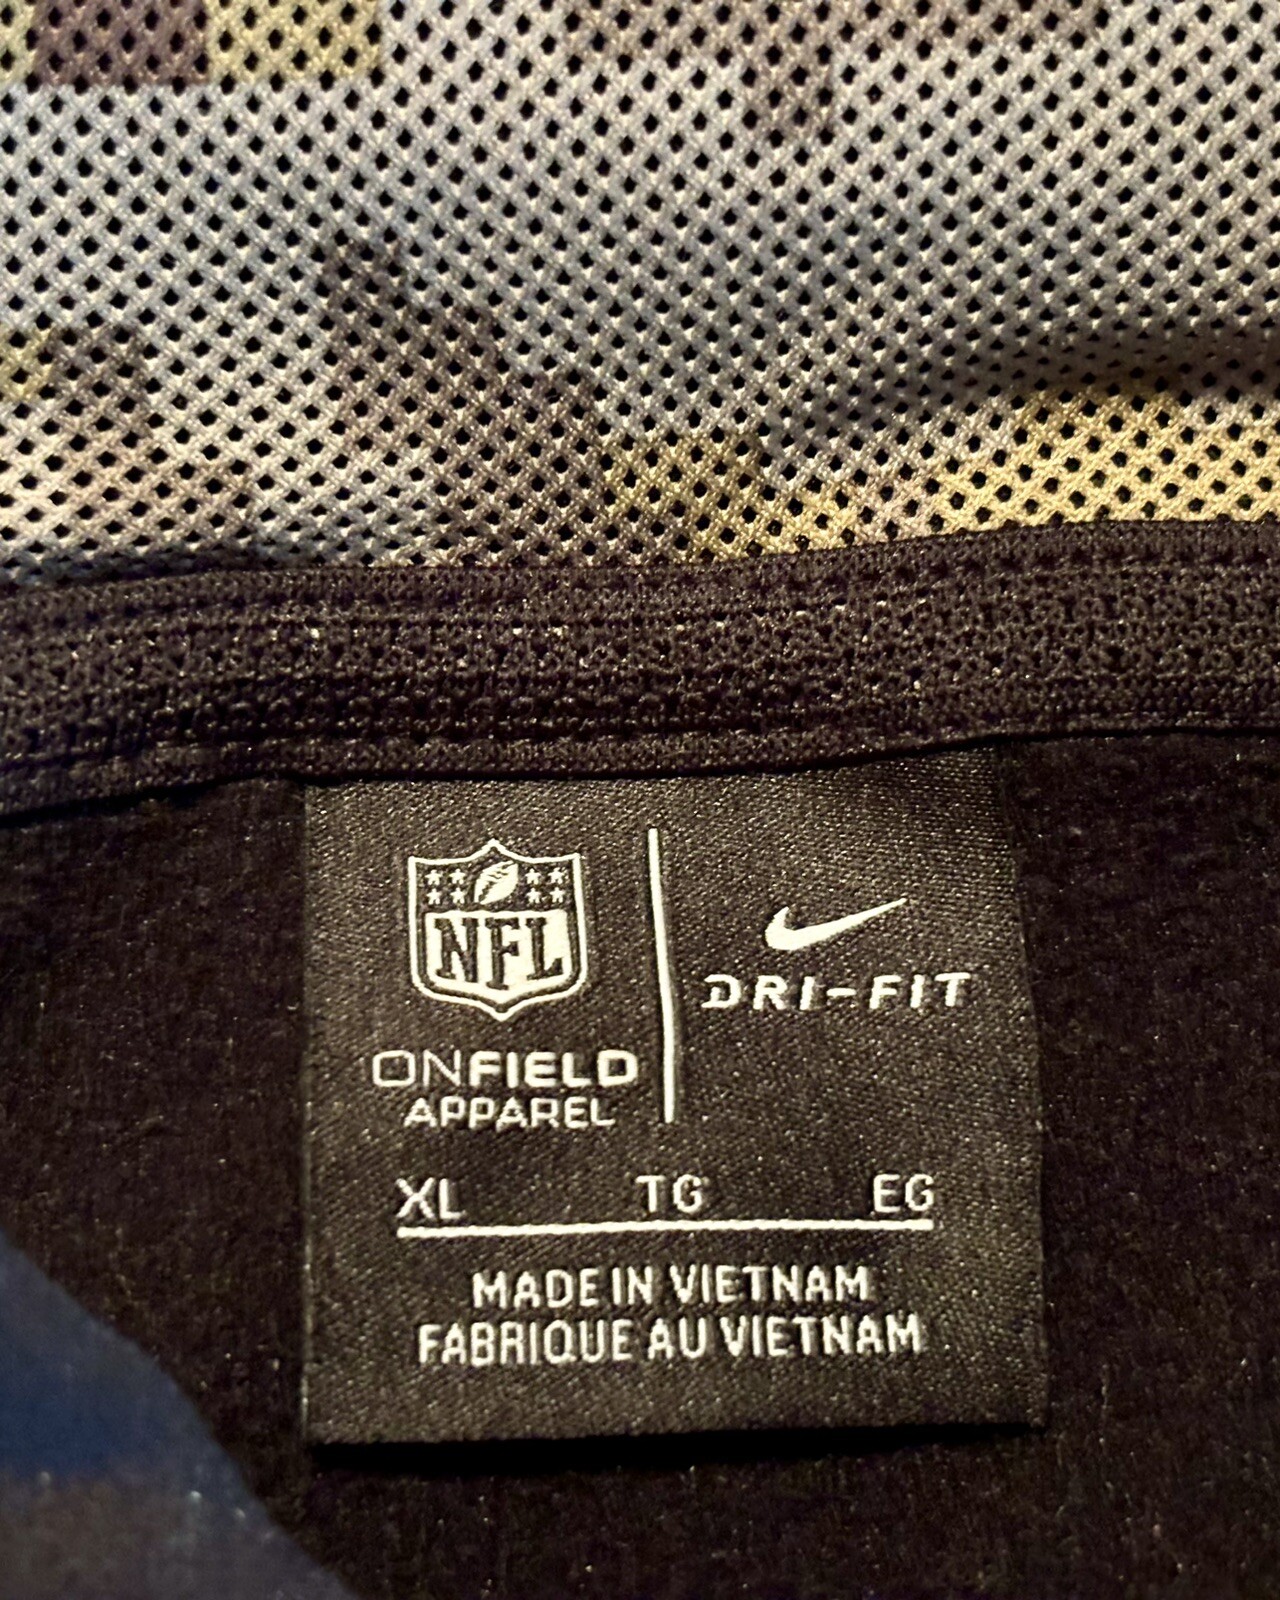 NFL
ONFIELD
APPAREL
DRI-FIT
XL TG EG
MADE IN VIETNAM
FABRIQUE AU VIETNAM